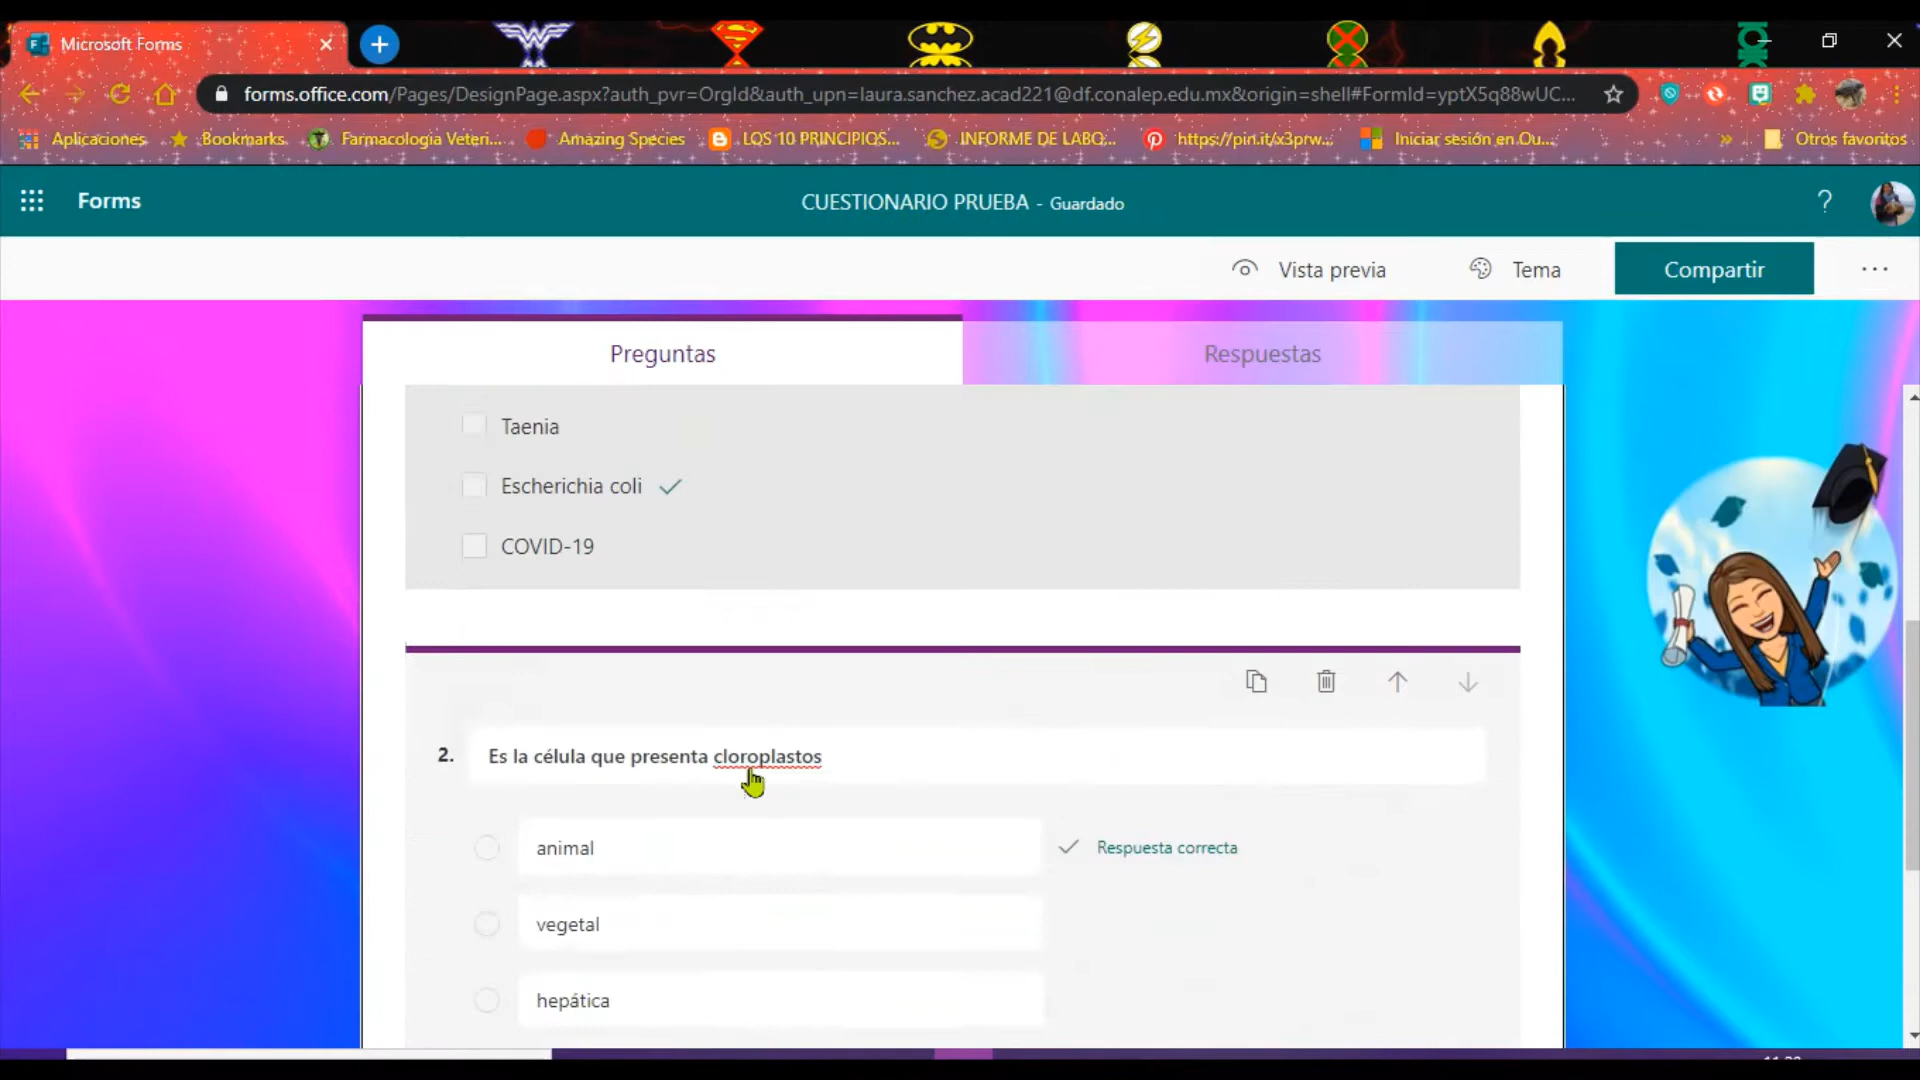 Microsoft Forms
forms.office.com/Pages/DesignPage.aspx?auth_pvr=OrgId&auth_upn=laura.sanchez.acad221@df.conalep.edu.mx&origin=shell#FormId=yptX5q88wUC...
Aplicaciones Bookmarks Farmacologia Veteri... Amazing Species LOS 10 PRINCIPIOS... INFORME DE LABO... https://pin.it/x3prw... Iniciar sesión en Ou... » Otros favoritos
Forms CUESTIONARIO PRUEBA - Guardado ?
Vista previa Tema Compartir ...
Preguntas Respuestas
Taenia
Escherichia coli
COVID-19
2. Es la célula que presenta cloroplastos
animal Respuesta correcta
vegetal
hepática